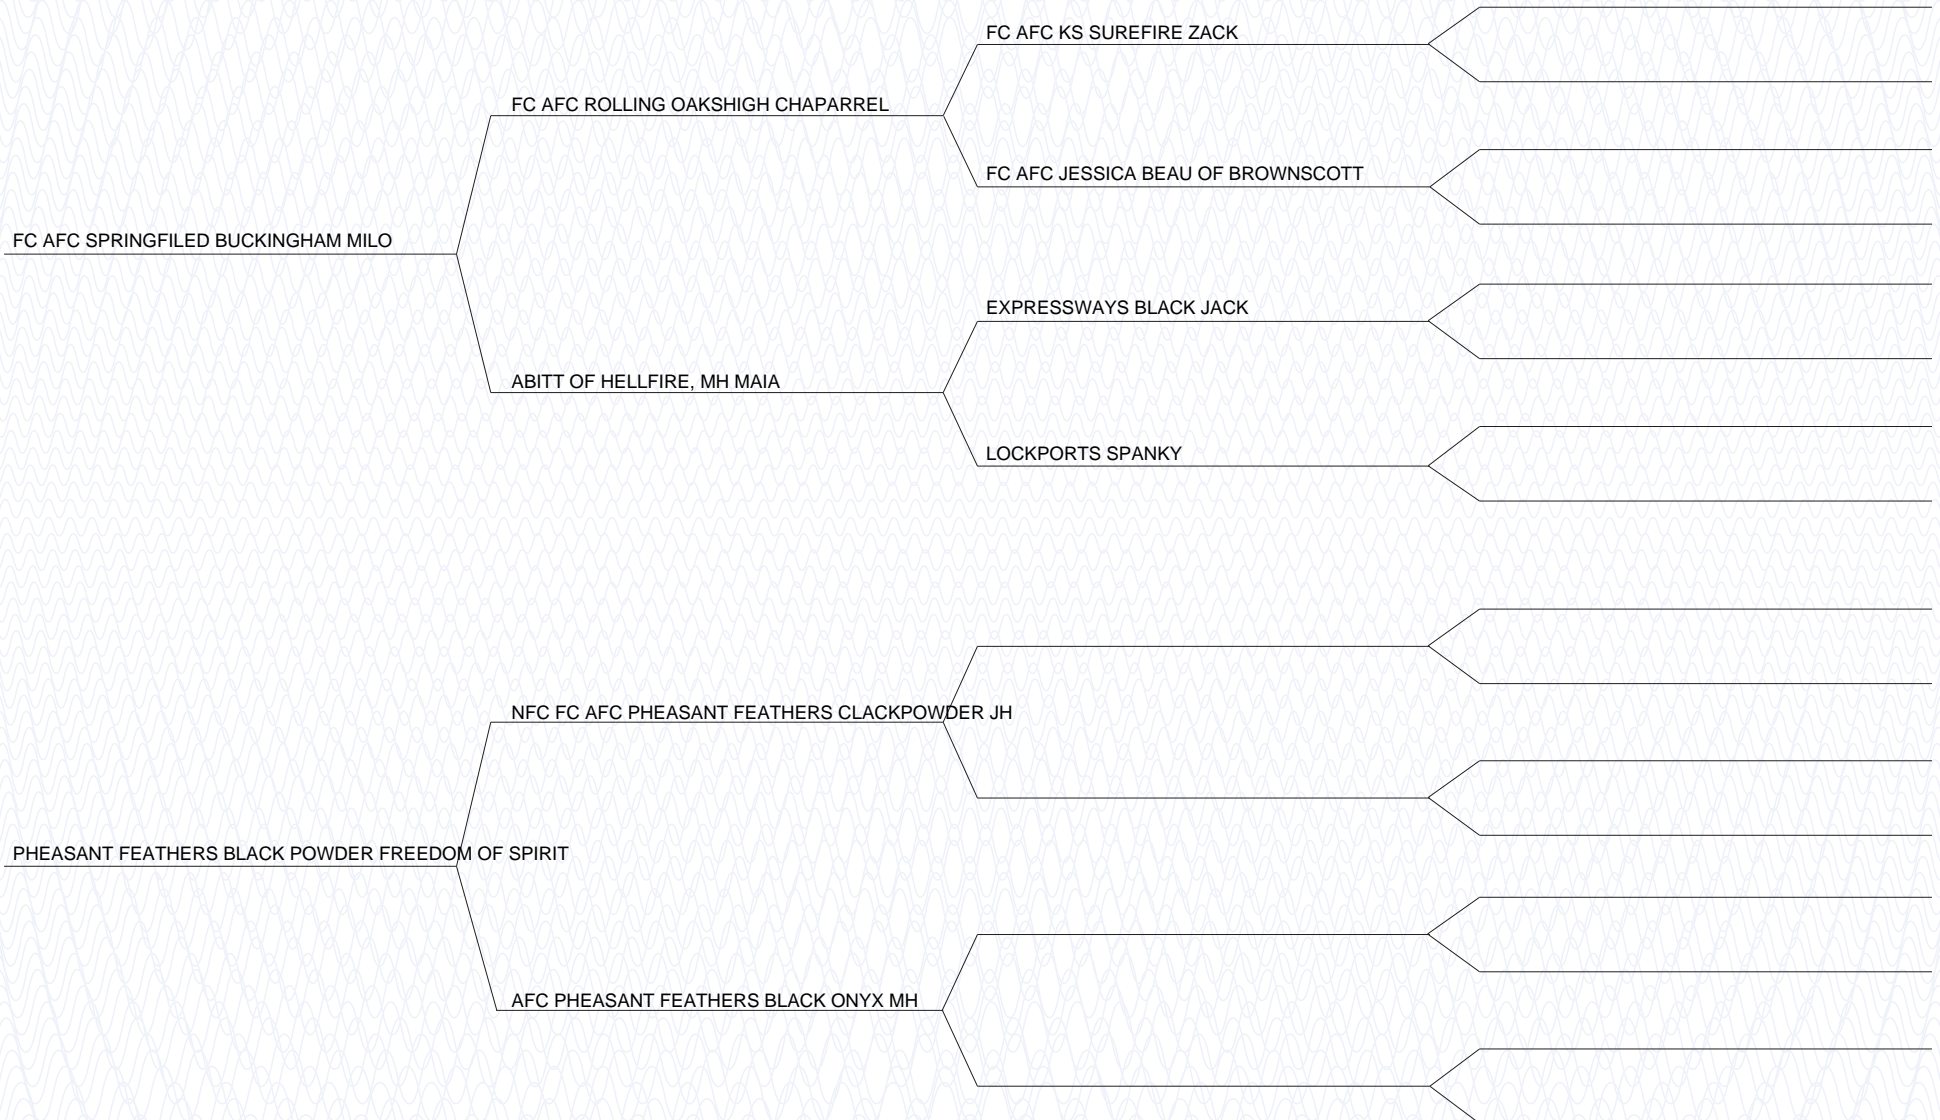 FC AFC KS SUREFIRE ZACK
FC AFC ROLLING OAKSHIGH CHAPARREL
FC AFC JESSICA BEAU OF BROWNSCOTT
FC AFC SPRINGFILED BUCKINGHAM MILO
EXPRESSWAYS BLACK JACK
ABITT OF HELLFIRE, MH MAIA
LOCKPORTS SPANKY
NFC FC AFC PHEASANT FEATHERS CLACKPOWDER JH
PHEASANT FEATHERS BLACK POWDER FREEDOM OF SPIRIT
AFC PHEASANT FEATHERS BLACK ONYX MH